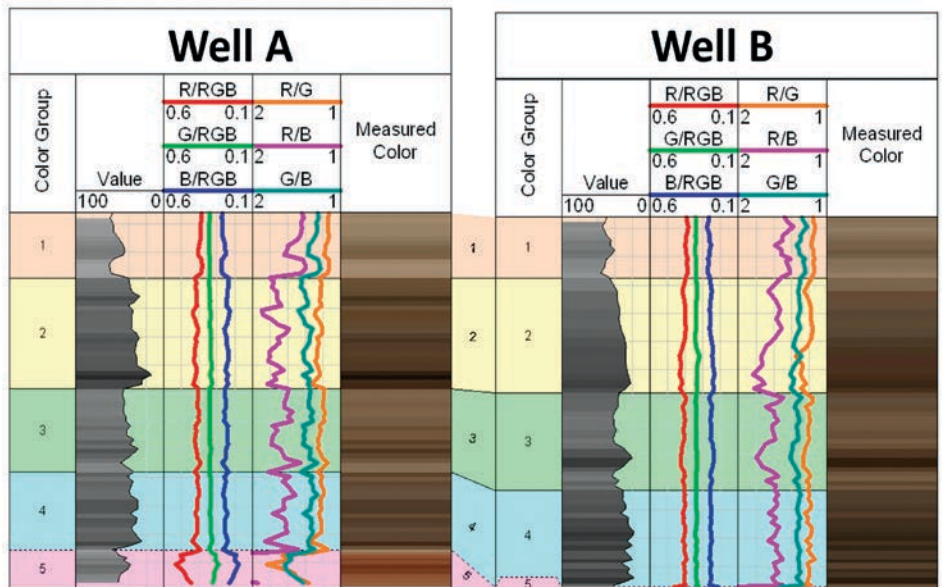 Well A
Color Group
Value
100 0
R/RGB
0.6 0.1
G/RGB
0.6 0.1
B/RGB
0.6 0.1
R/G
2 1
R/B
2 1
G/B
2 1
Measured
Color
1
2
3
4
5
1
2
3
4
5
Well B
Color Group
Value
100 0
R/RGB
0.6 0.1
G/RGB
0.6 0.1
B/RGB
0.6 0.1
R/G
2 1
R/B
2 1
G/B
2 1
Measured
Color
1
2
3
4
5